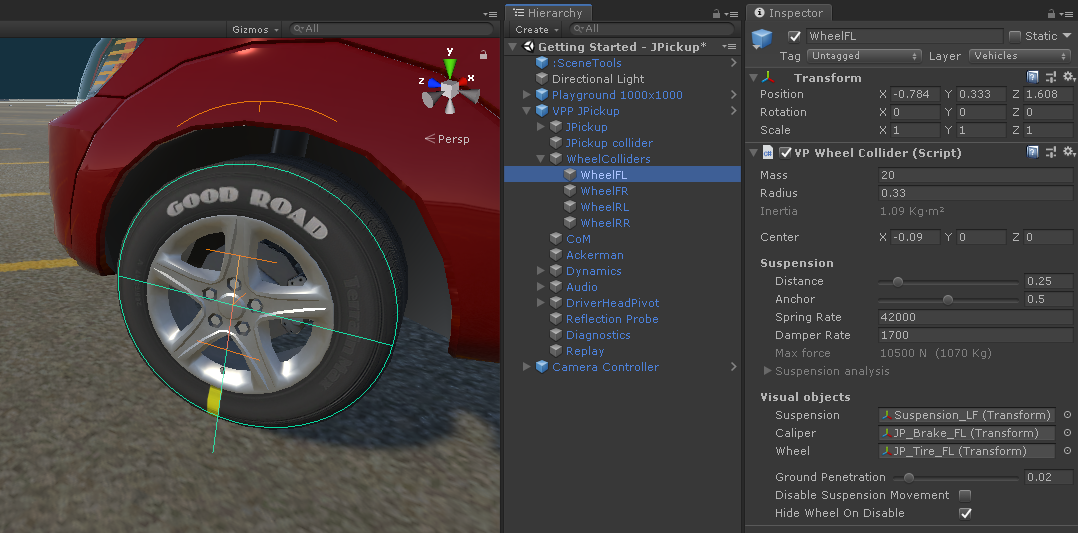 Gizmos
All
y
z
x
Persp
GOOD ROAD
Hierarchy
Create
All
Getting Started - JPickup*
:SceneTools
Directional Light
Playground 1000x1000
VPP JPickup
JPickup
JPickup collider
WheelColliders
WheelFL
WheelFR
WheelRL
WheelRR
CoM
Ackerman
Dynamics
Audio
DriverHeadPivot
Reflection Probe
Diagnostics
Replay
Camera Controller
Inspector
WheelFL Static
Tag Untagged Layer Vehicles
Transform
Position X -0.784 Y 0.333 Z 1.608
Rotation X 0 Y 0 Z 0
Scale X 1 Y 1 Z 1
VP Wheel Collider (Script)
Mass 20
Radius 0.33
Inertia 1.09 Kg·m²
Center X -0.09 Y 0 Z 0
Suspension
Distance 0.25
Anchor 0.5
Spring Rate 42000
Damper Rate 1700
Max force 10500 N (1070 Kg)
Suspension analysis
Visual objects
Suspension Suspension_LF (Transform)
Caliper JP_Brake_FL (Transform)
Wheel JP_Tire_FL (Transform)
Ground Penetration 0.02
Disable Suspension Movement
Hide Wheel On Disable